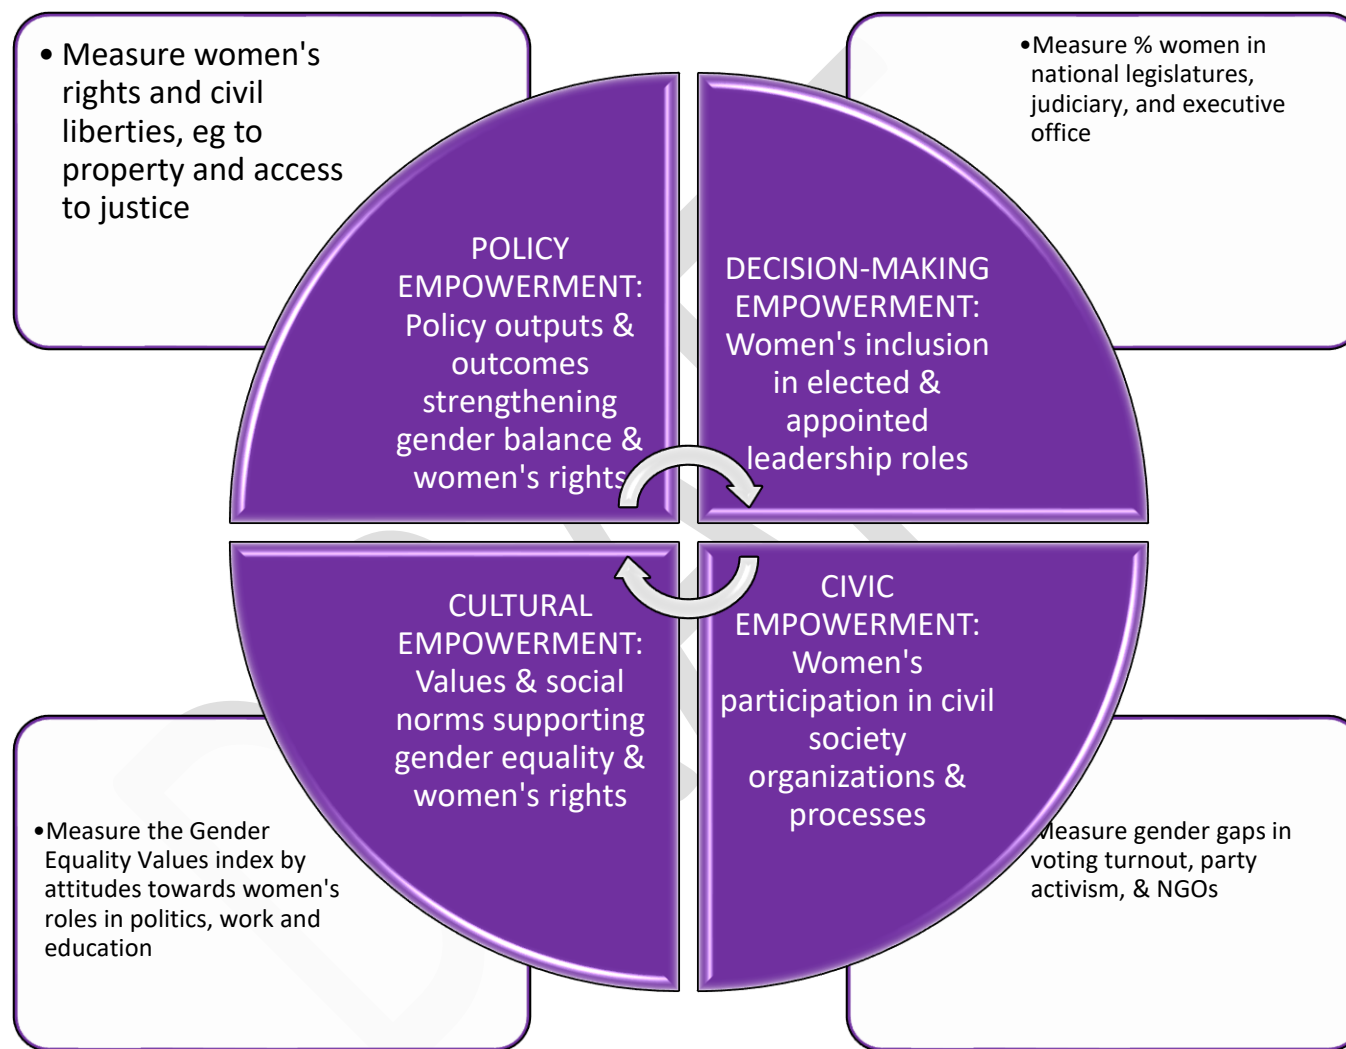 • Measure women's
rights and civil
liberties, eg to
property and access
to justice
•Measure % women in
national legislatures,
judiciary, and executive
office
POLICY
EMPOWERMENT:
Policy outputs &
outcomes
strengthening
gender balance &
women's rights
DECISION-MAKING
EMPOWERMENT:
Women's inclusion
in elected &
appointed
leadership roles
CULTURAL
EMPOWERMENT:
Values & social
norms supporting
gender equality &
women's rights
CIVIC
EMPOWERMENT:
Women's
participation in civil
society
organizations &
processes
•Measure the Gender
Equality Values index by
attitudes towards women's
roles in politics, work and
education
Measure gender gaps in
voting turnout, party
activism, & NGOs